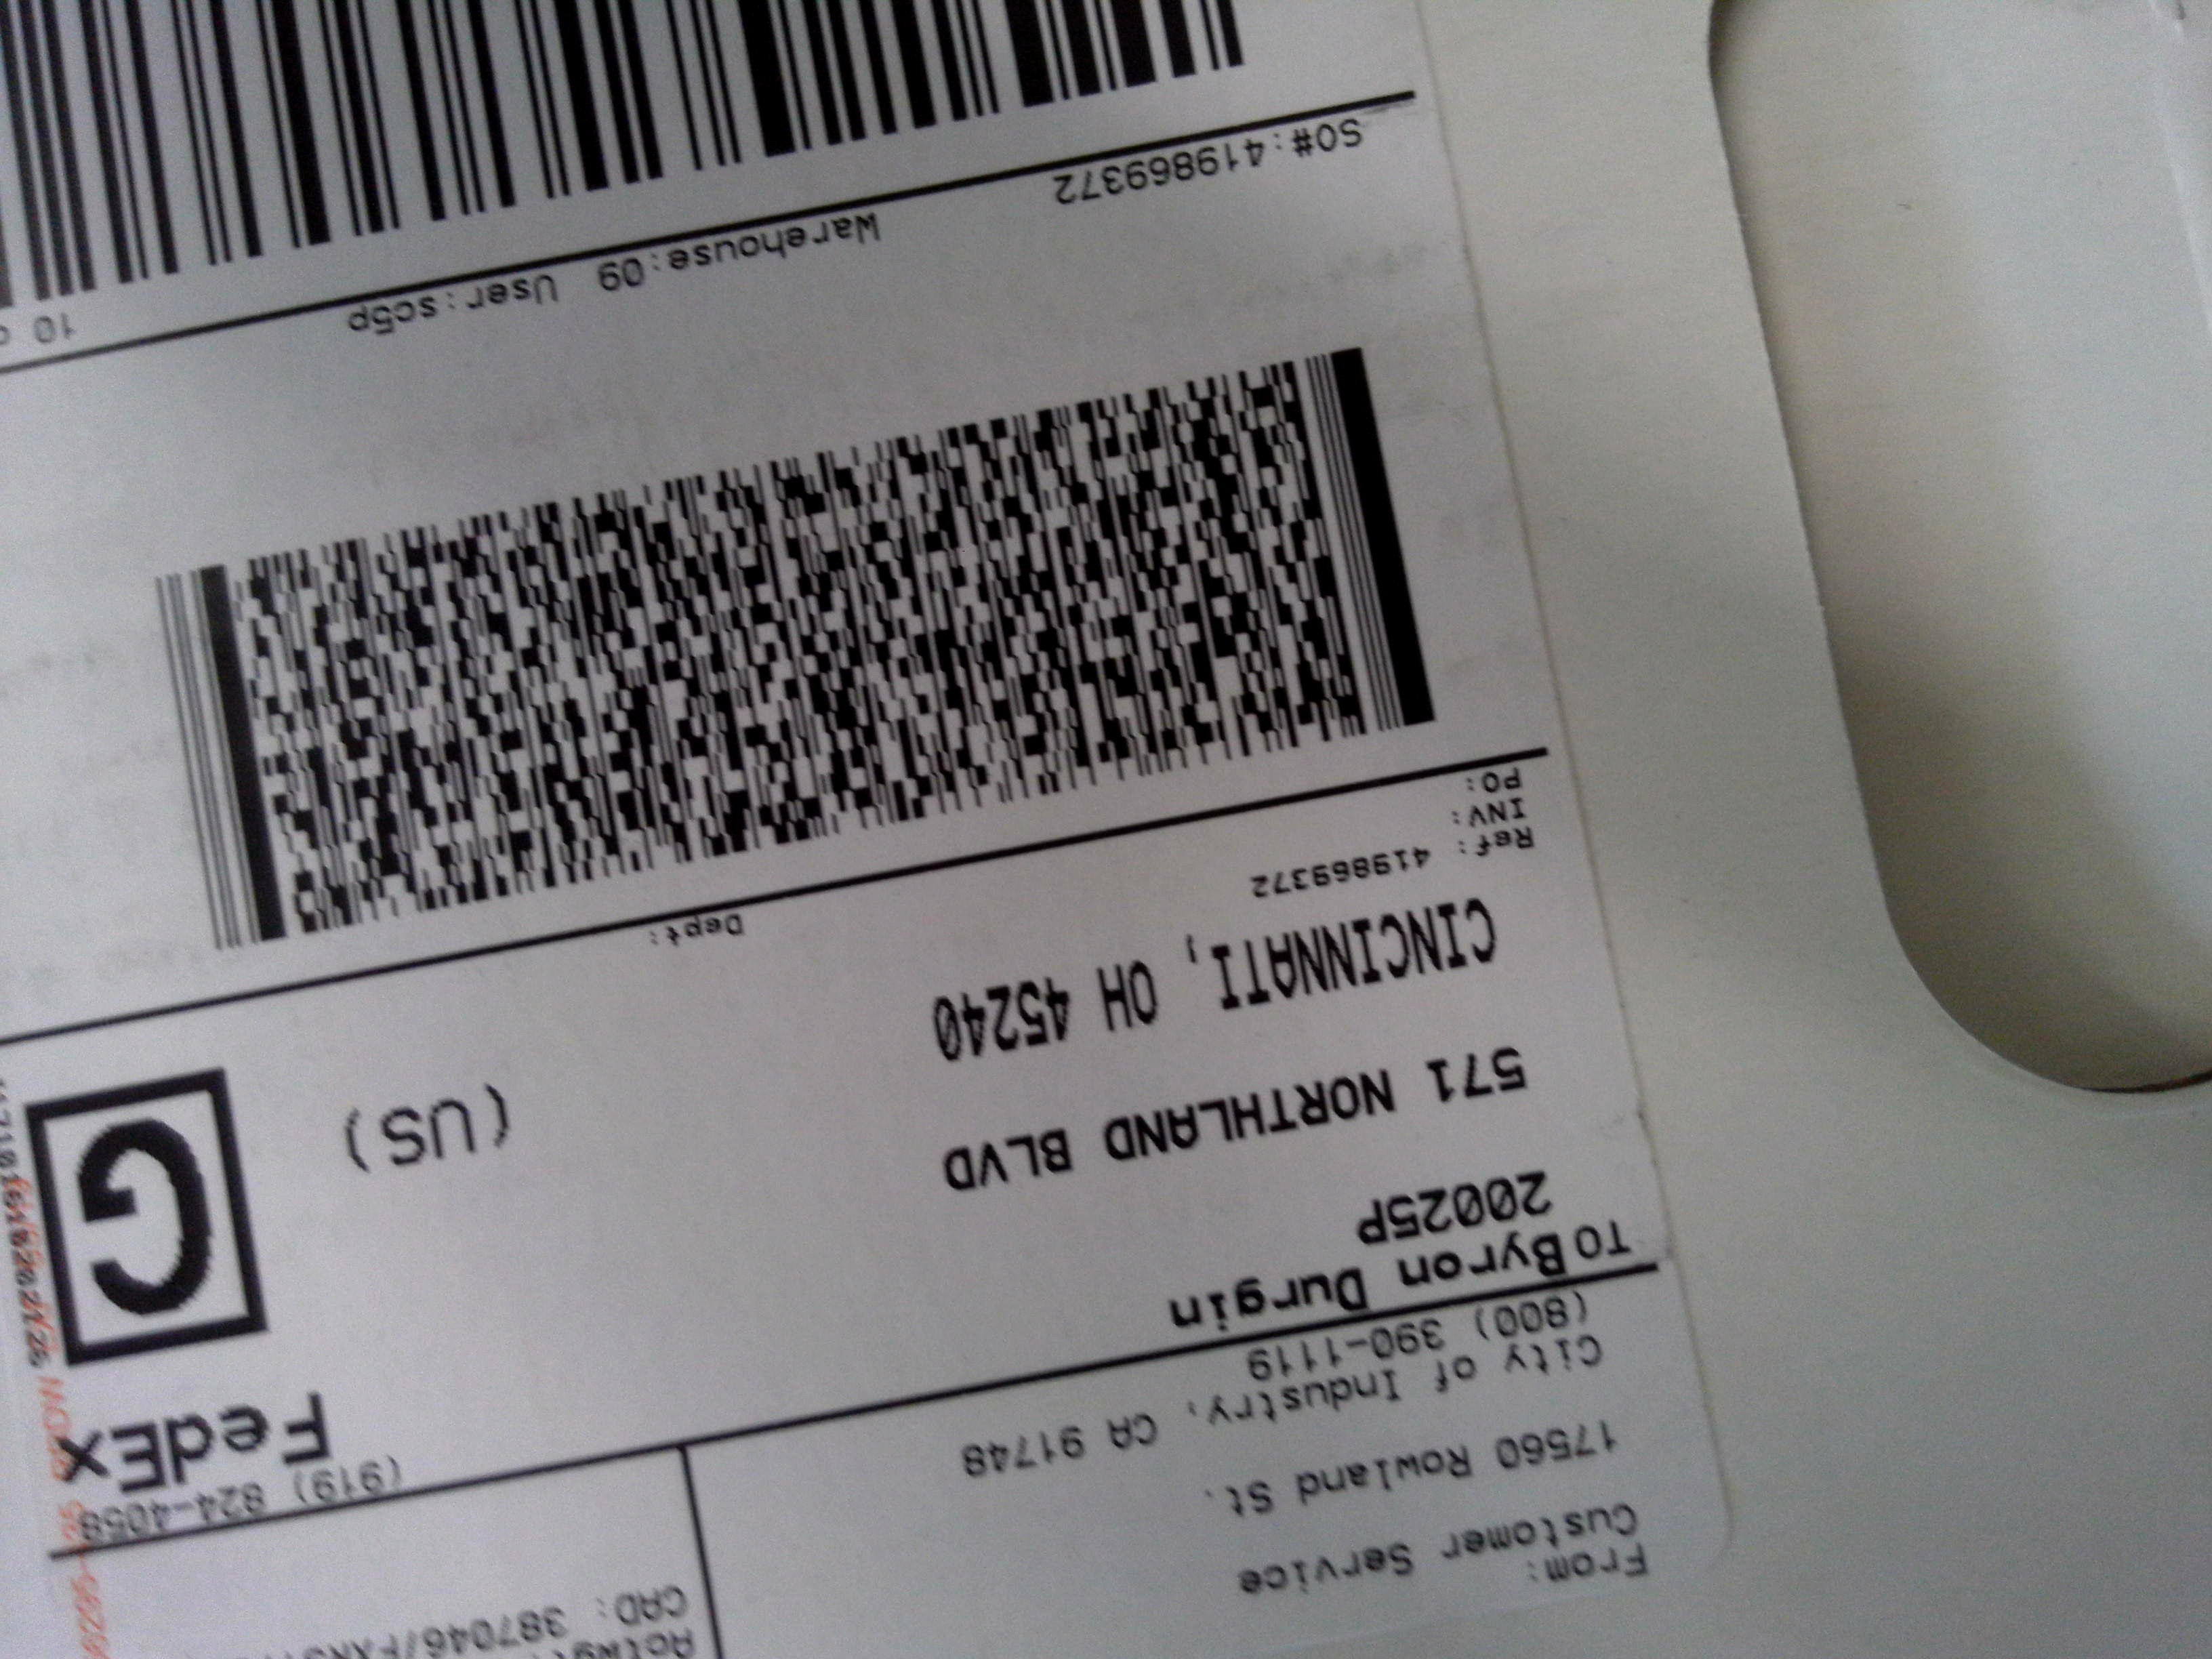 From:
Customer Service
17560 Rowland St.
City of Industry, CA 91748
(800) 390-1119
CAD: 387046/
TO Byron Durgin
20025P
571 NORTHLAND BLVD
CINCINNATI, OH 45240
(US)
(919) 824-4058
FedEx
G
Ref: 419869372
INV:
PO:
Dept:
SO#:419869372 Warehouse:09 User:sc5p 10